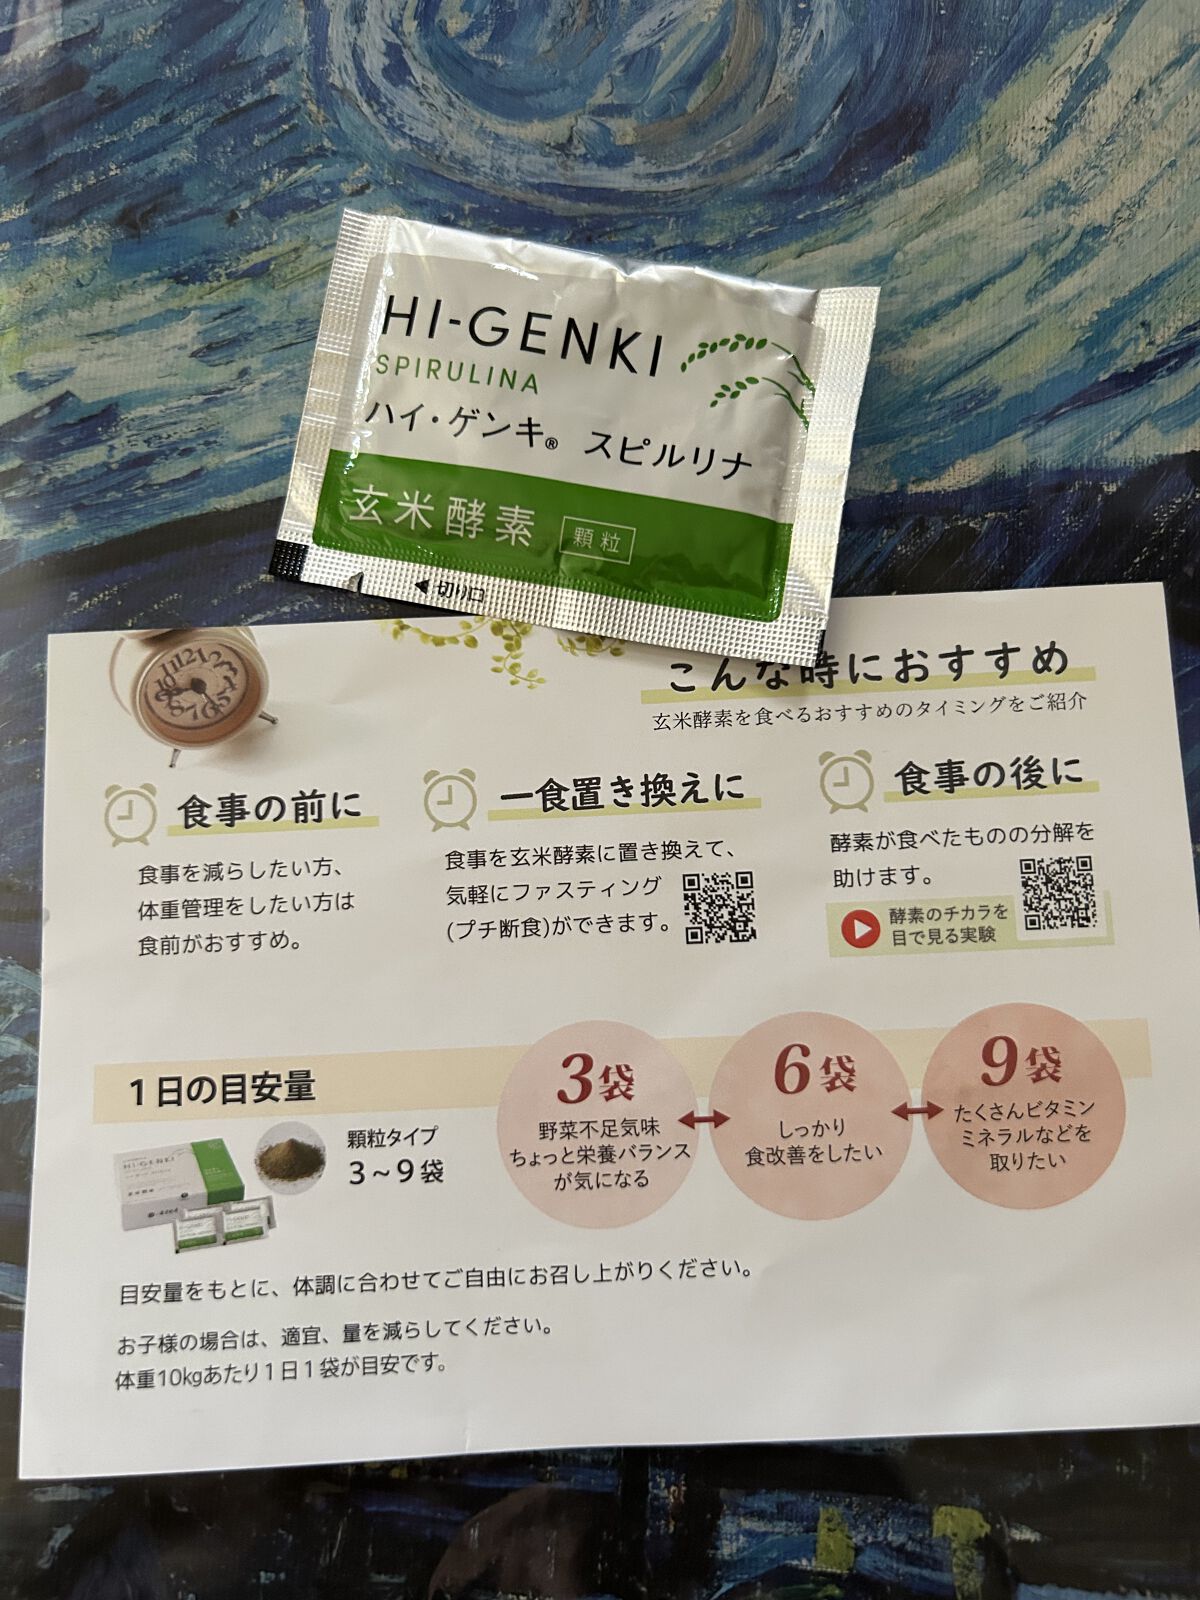 HI-GENKI
SPIRULINA
ハイ・ゲンキ® スピルリナ
玄米酵素 顆粒
◀切り口
こんな時におすすめ
玄米酵素を食べるおすすめのタイミングをご紹介
食事の前に
食事を減らしたい方、
体重管理をしたい方は
食前がおすすめ。
一食置き換えに
食事を玄米酵素に置き換えて、
気軽にファスティング
(プチ断食)ができます。
食事の後に
酵素が食べたものの分解を
助けます。
酵素のチカラを
目で見る実験
1日の目安量
HI-GENKI
顆粒タイプ
3～9袋
3袋
野菜不足気味
ちょっと栄養バランス
が気になる
6袋
しっかり
食改善をしたい
9袋
たくさんビタミン
ミネラルなどを
取りたい
目安量をもとに、体調に合わせてご自由にお召し上がりください。
お子様の場合は、適宜、量を減らしてください。
体重10kgあたり1日1袋が目安です。